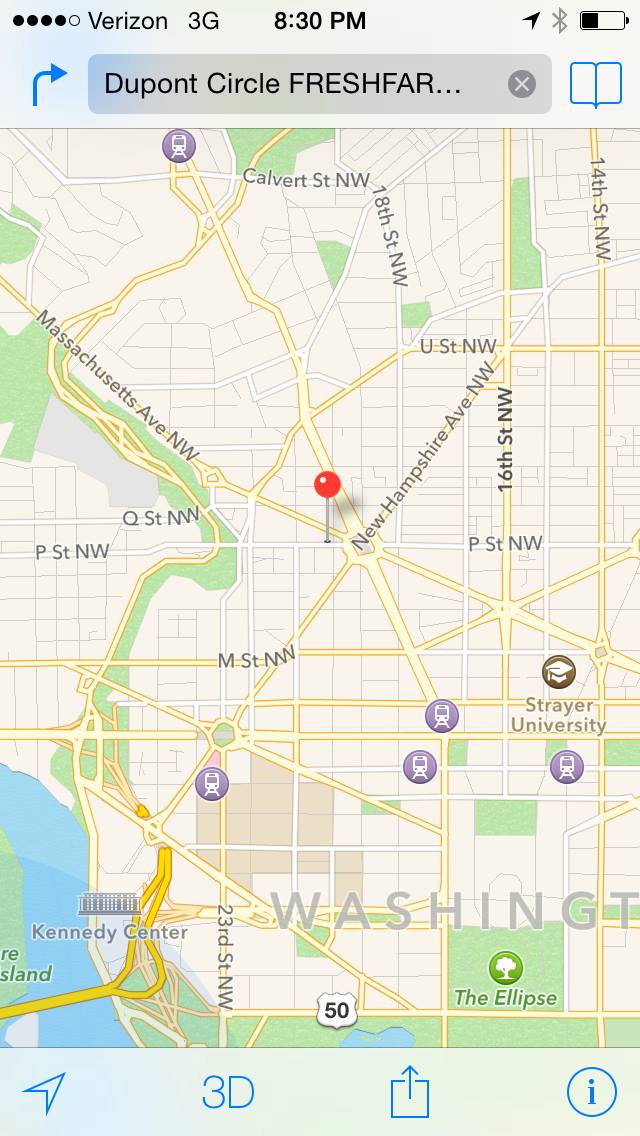 Verizon 3G 8:30 PM
Dupont Circle FRESHFAR…
Calvert St NW
18th St NW
14th St NW
Massachusetts Ave NW
U St NW
New Hampshire Ave NW
16th St NW
Q St NW
P St NW
P St NW
M St NW
Strayer
University
WASHINGT
Kennedy Center
23rd St NW
re
sland
The Ellipse
50
3D
i